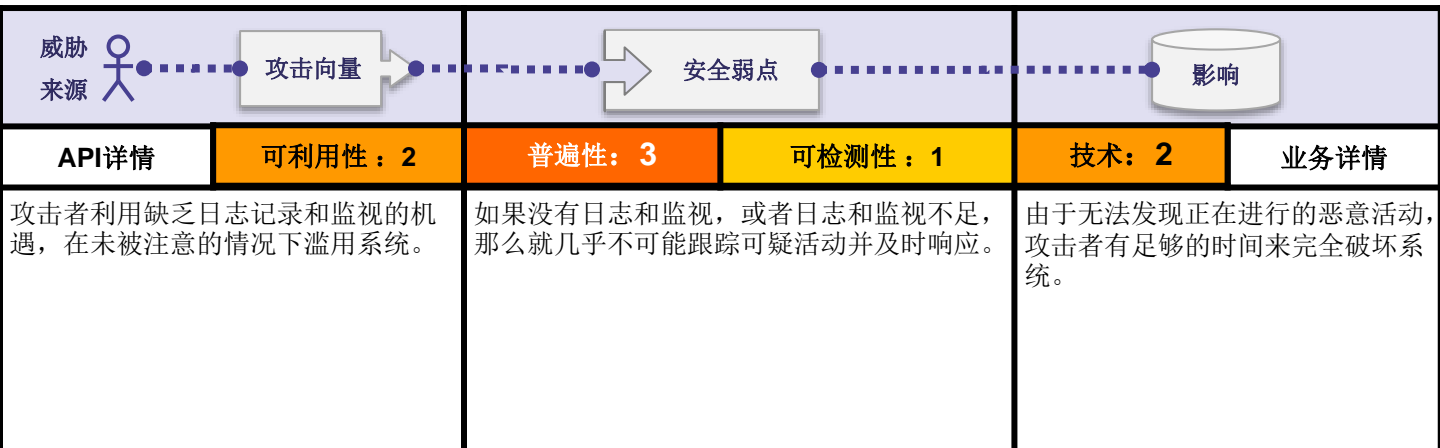 威胁
来源
攻击向量
安全弱点
影响
API详情
可利用性：2
普遍性：3
可检测性：1
技术：2
业务详情
攻击者利用缺乏日志记录和监视的机
遇，在未被注意的情况下滥用系统。
如果没有日志和监视，或者日志和监视不足，
那么就几乎不可能跟踪可疑活动并及时响应。
由于无法发现正在进行的恶意活动，
攻击者有足够的时间来完全破坏系
统。